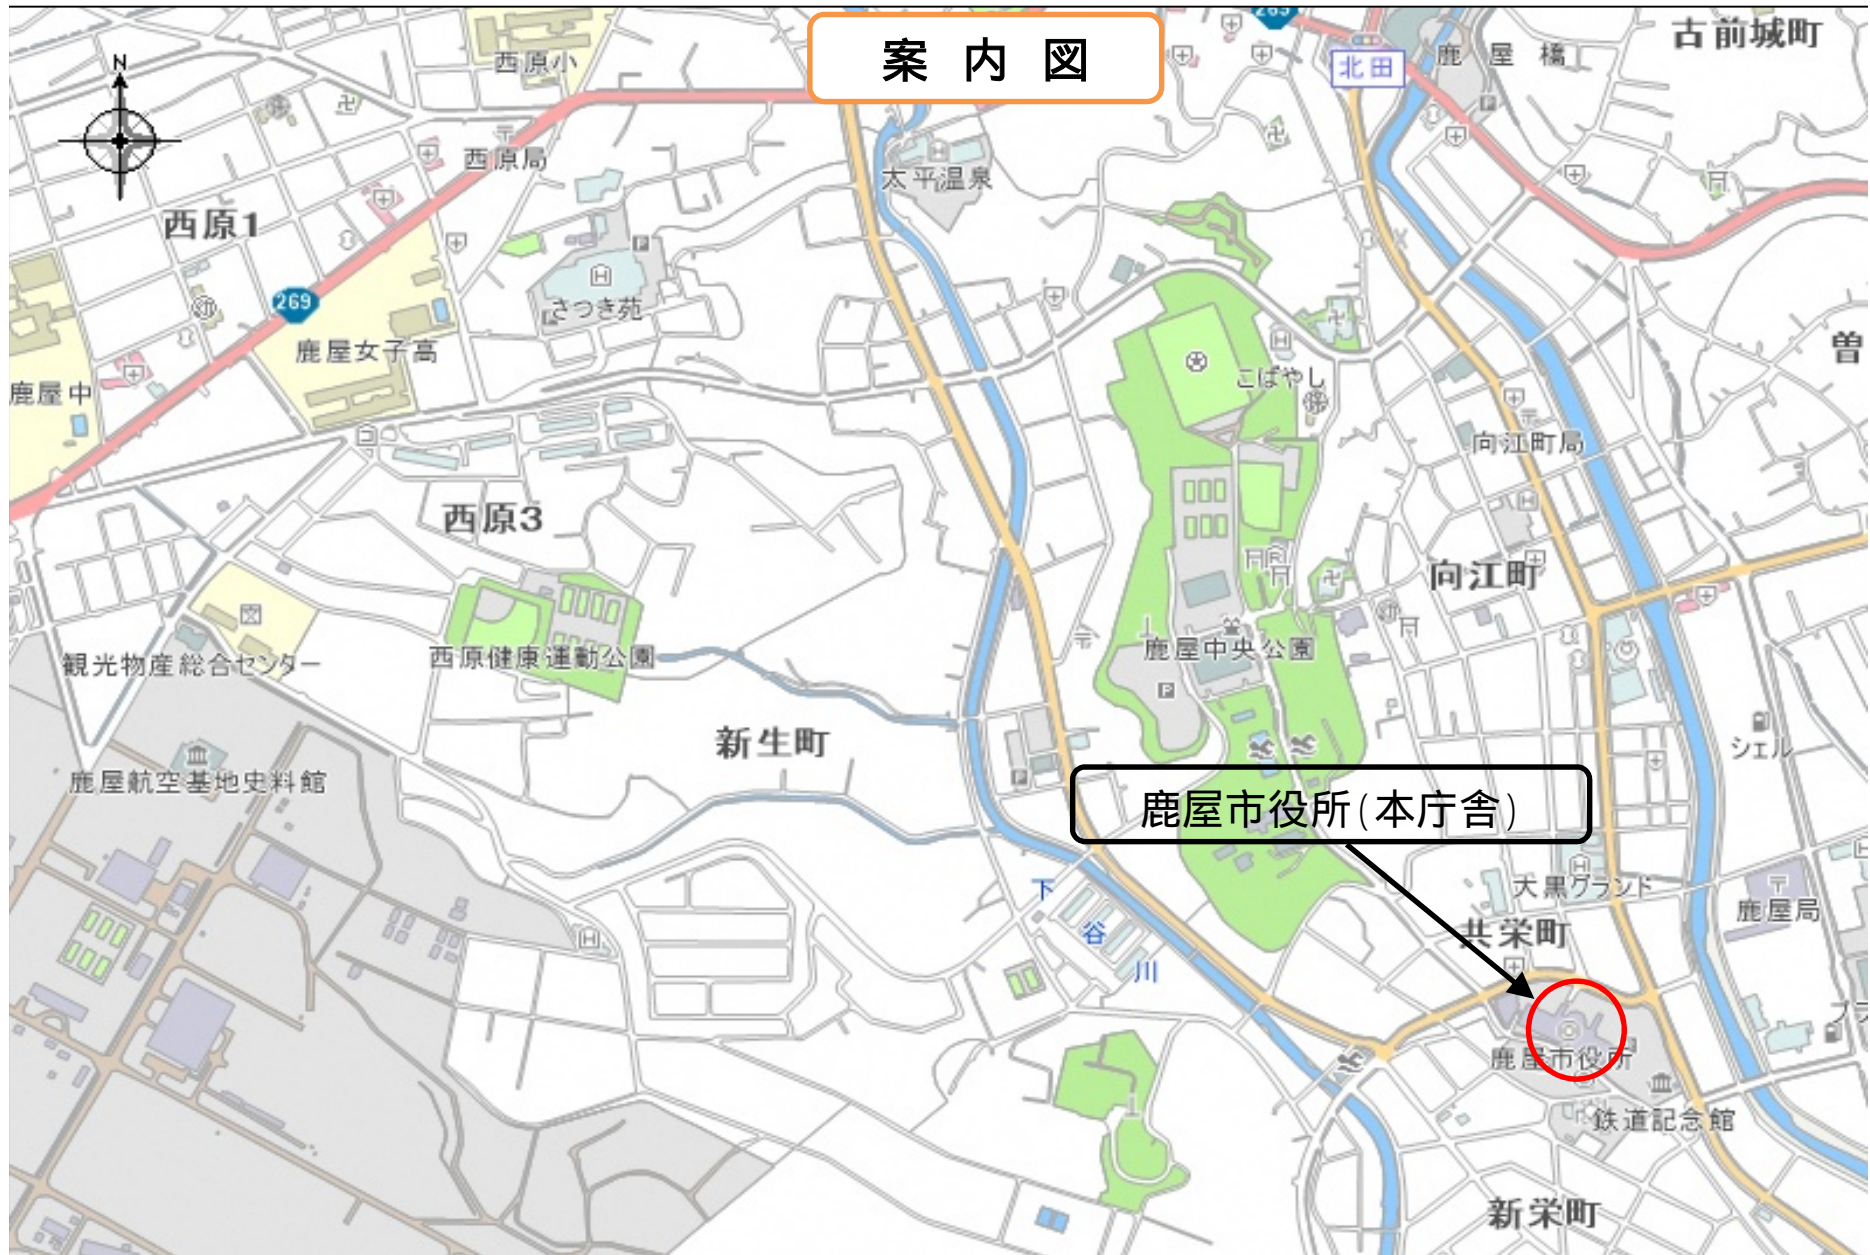 案内図
古前城町
269
北田
鹿屋橋
西原小
N
西原局
太平温泉
西原1
269
さつき苑
鹿屋女子高
鹿屋中
曽
こばやし
向江町局
西原3
向江町
観光物産総合センター
西原健康運動公園
鹿屋中央公園
P
新生町
シェル
鹿屋航空基地史料館
P
鹿屋市役所(本庁舎)
大黒グランド
下谷川
鹿屋局
共栄町
鹿屋市役所
鉄道記念館
新栄町